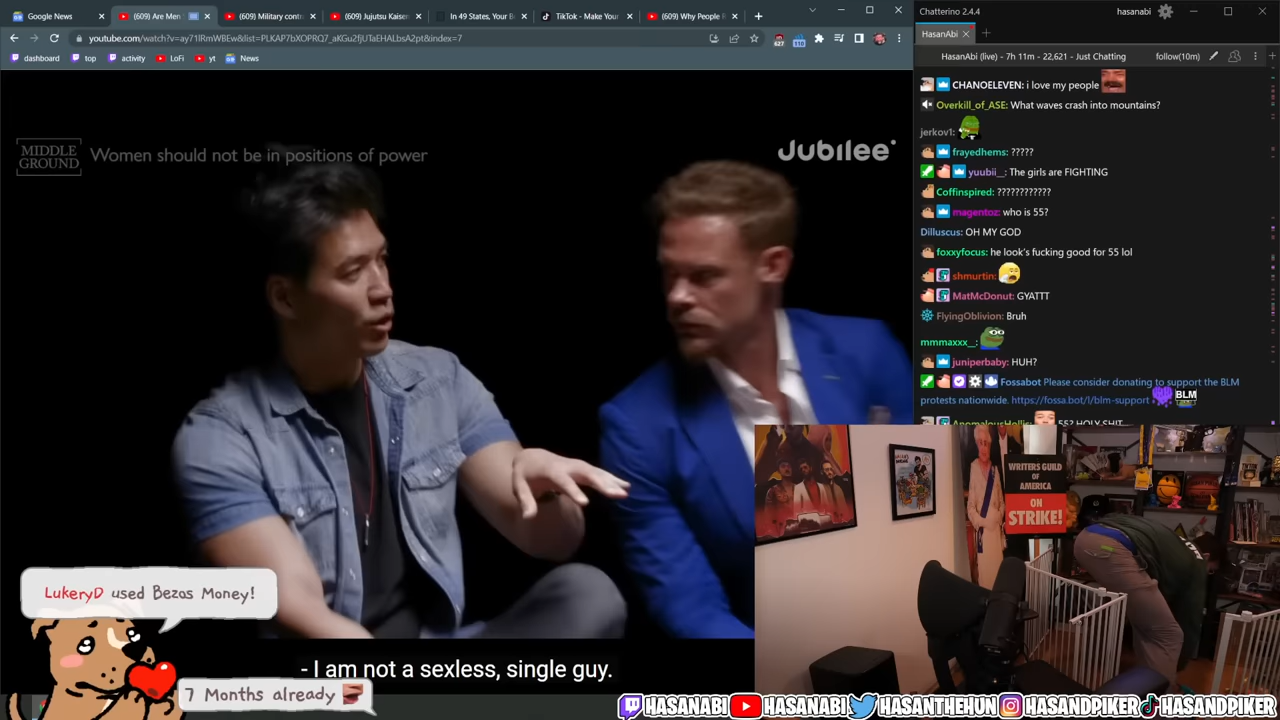 Google News
(609) Are Men
(609) Military contr
(609) Jujutsu Kaisen
In 49 States, Your B
TikTok - Make Your
(609) Why People F
youtube.com/watch?v=ay71lRmWBEw&list=PLKAP7bXOPRQ7_aKGu2fjUTaEHALbsA2pt&index=7
dashboard
top
activity
LoFi
yt
News
MIDDLE
GROUND
Women should not be in positions of power
Jubilee
- I am not a sexless, single guy.
LukeryD used Bezos Money!
7 Months already
Chatterino 2.4.4
hasanabi
HasanAbi
HasanAbi (live) - 7h 11m - 22,621 - Just Chatting
follow(10m)
CHANOELEVEN: i love my people
Overkill_of_ASE: What waves crash into mountains?
jerkov1:
frayedhems: ?????
yuubii__: The girls are FIGHTING
Coffinspired: ????????????
magentoz: who is 55?
Dilluscus: OH MY GOD
foxxyfocus: he look's fucking good for 55 lol
shmurtin:
MatMcDonut: GYATTT
FlyingOblivion: Bruh
mmmaxxx__:
juniperbaby: HUH?
Fossabot Please consider donating to support the BLM
protests nationwide. https://fossa.bot/l/blm-support
BLM
AnomalousHollis: 55? HOLY SHIT
WRITERS GUILD
OF
AMERICA
ON
STRIKE!
HASANABI
HASANABI
HASANTHEHUN
HASANDPIKER
HASANDPIKER